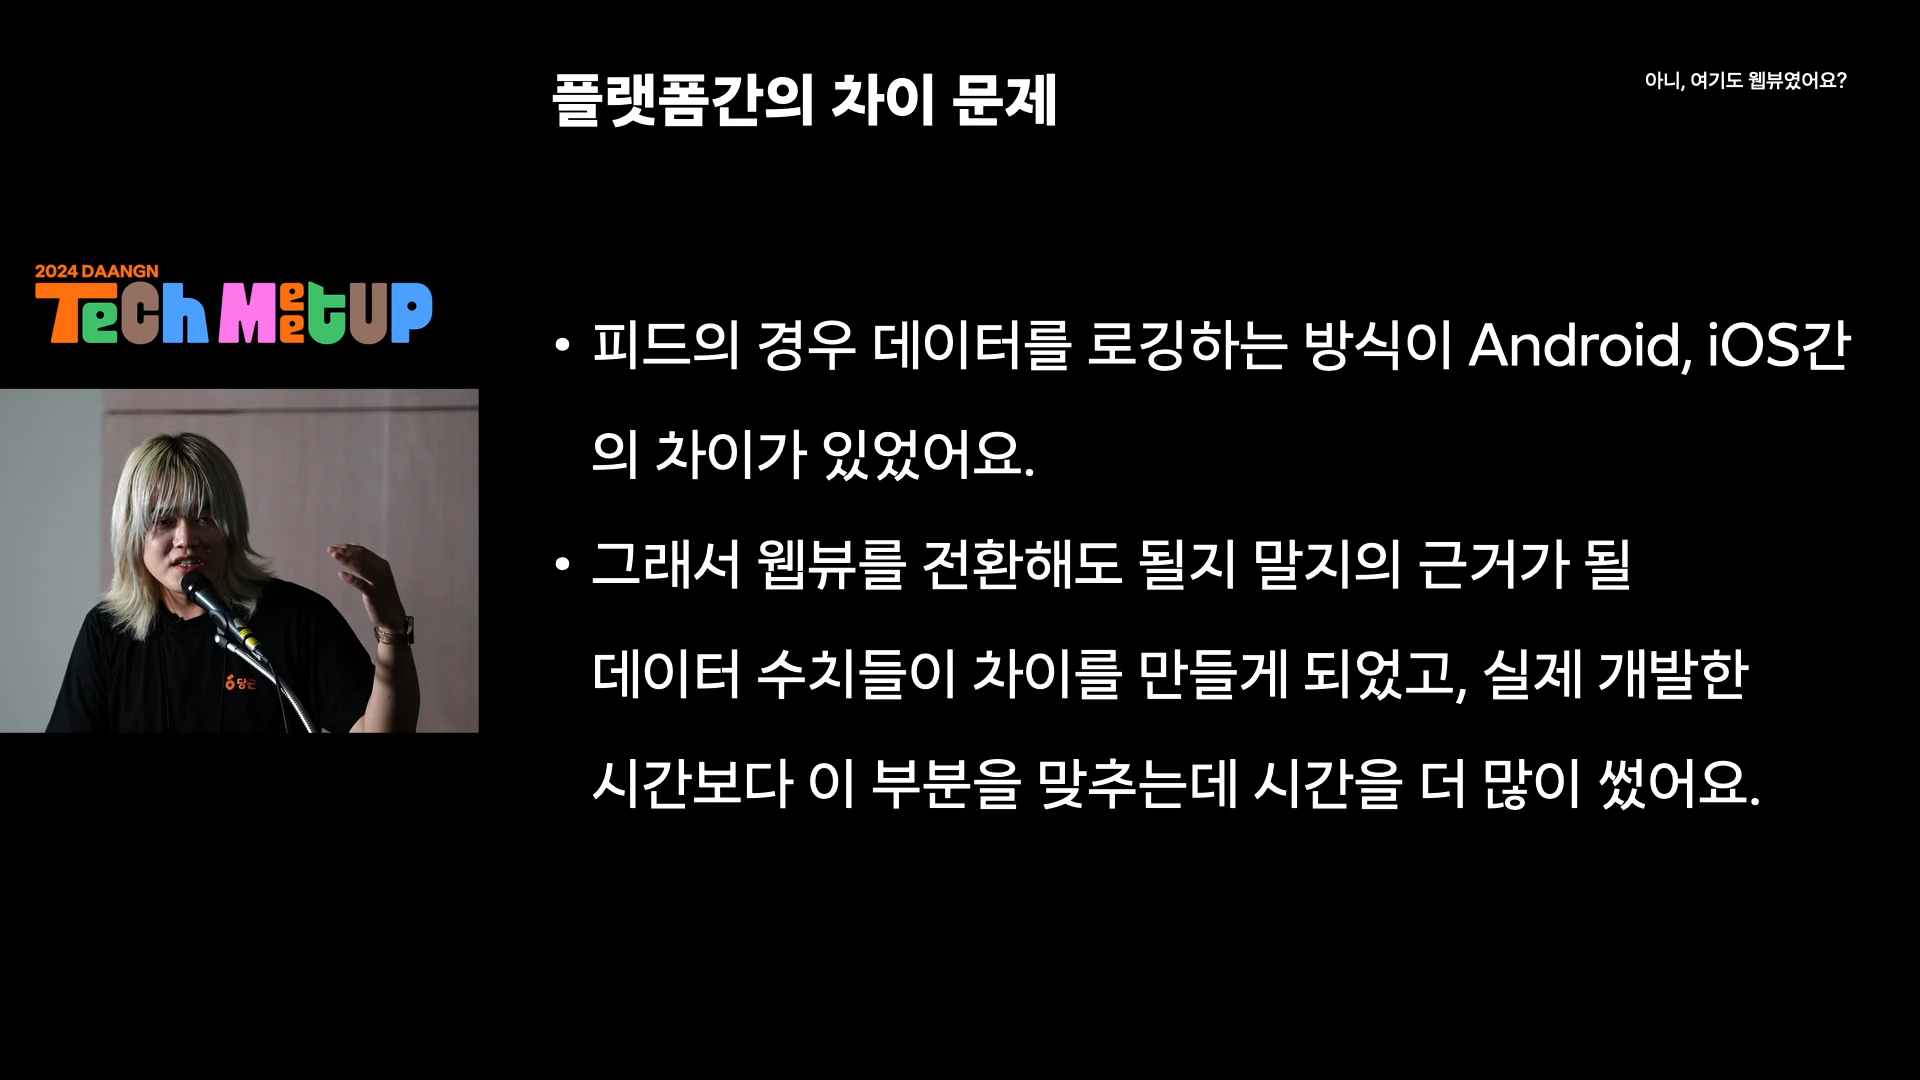 플랫폼간의 차이 문제
아니, 여기도 웹뷰였어요?
2024 DAANGN
TeCh MeetUP
당근
• 피드의 경우 데이터를 로깅하는 방식이 Android, iOS간
의 차이가 있었어요.
• 그래서 웹뷰를 전환해도 될지 말지의 근거가 될
데이터 수치들이 차이를 만들게 되었고, 실제 개발한
시간보다 이 부분을 맞추는데 시간을 더 많이 썼어요.